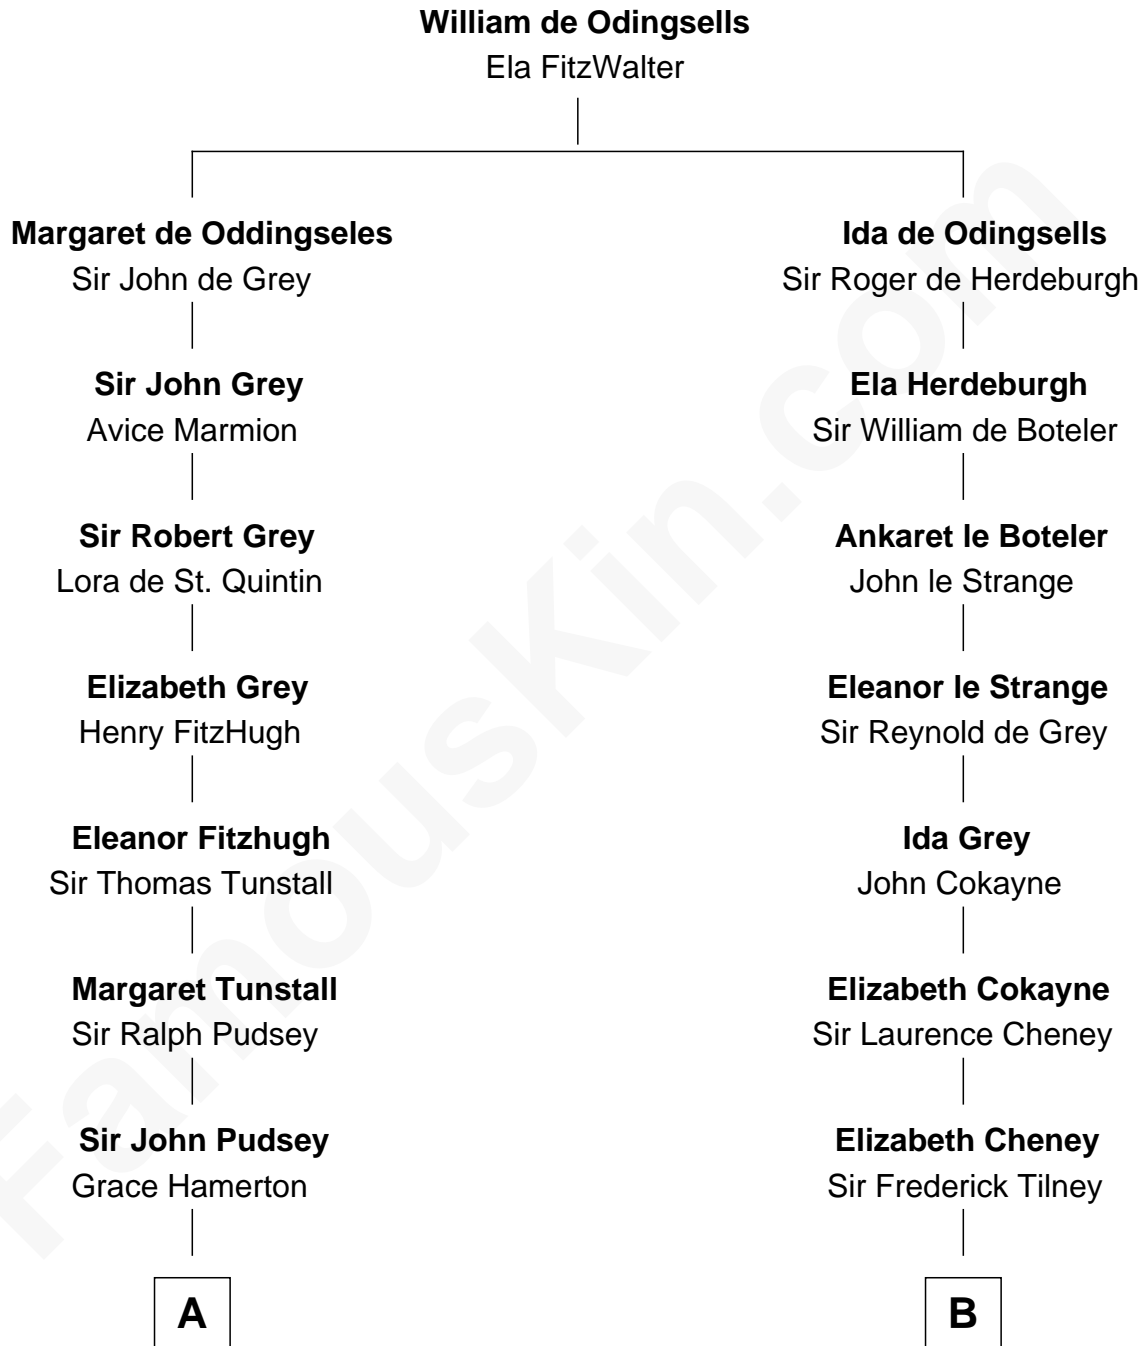 William de Odingsells
Ela FitzWalter
Margaret de Oddingseles
Sir John de Grey
Sir John Grey
Avice Marmion
Sir Robert Grey
Lora de St. Quintin
Elizabeth Grey
Henry FitzHugh
Eleanor Fitzhugh
Sir Thomas Tunstall
Margaret Tunstall
Sir Ralph Pudsey
Sir John Pudsey
Grace Hamerton
A
Ida de Odingsells
Sir Roger de Herdeburgh
Ela Herdeburgh
Sir William de Boteler
Ankaret le Boteler
John le Strange
Eleanor le Strange
Sir Reynold de Grey
Ida Grey
John Cokayne
Elizabeth Cokayne
Sir Laurence Cheney
Elizabeth Cheney
Sir Frederick Tilney
B
FamousKin.com